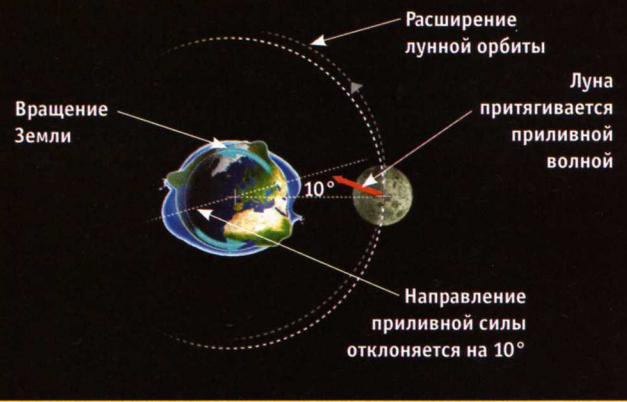 Расширение
лунной орбиты
Луна
притягивается
приливной
волной
Вращение
Земли
10°
Направление
приливной силы
отклоняется на 10°